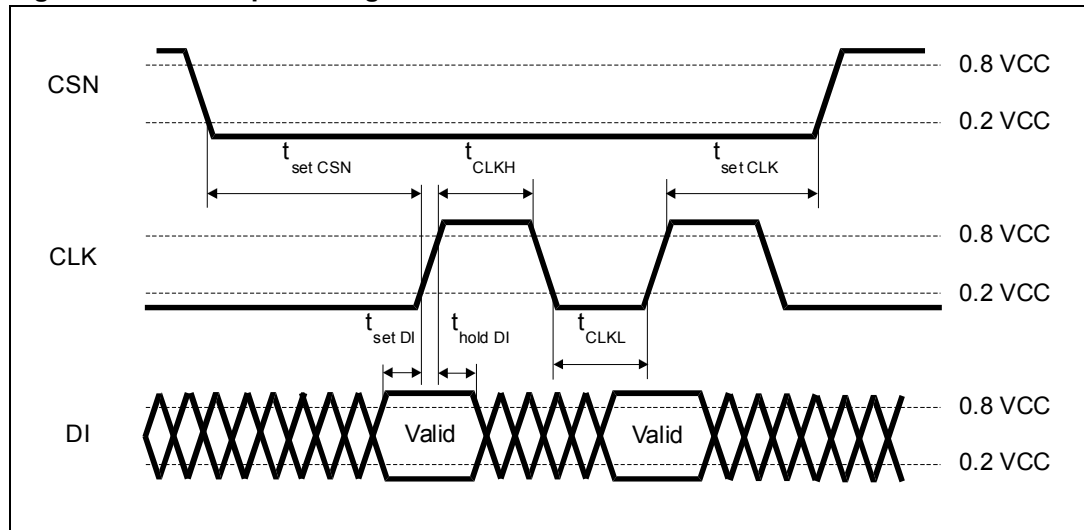 CSN
0.8 VCC
0.2 VCC
t set CSN
t CLKH
t set CLK
CLK
0.8 VCC
0.2 VCC
t set DI
t hold DI
t CLKL
DI
Valid
Valid
0.8 VCC
0.2 VCC